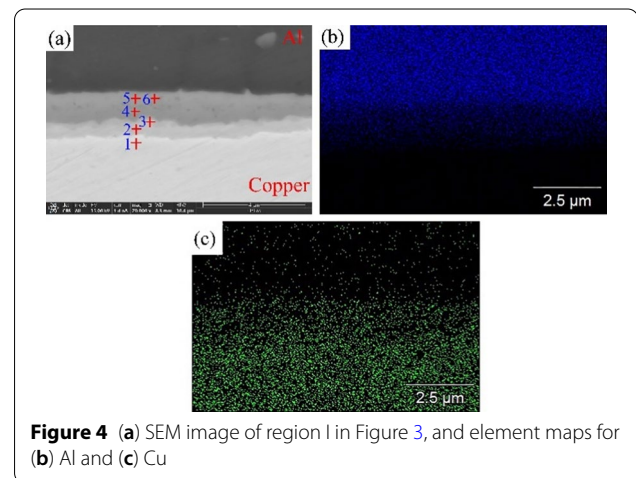 (a)
Al
5 6
4
3
2
1
Copper
(b)
2.5 µm
(c)
2.5 µm
Figure 4 (a) SEM image of region I in Figure 3, and element maps for
(b) Al and (c) Cu